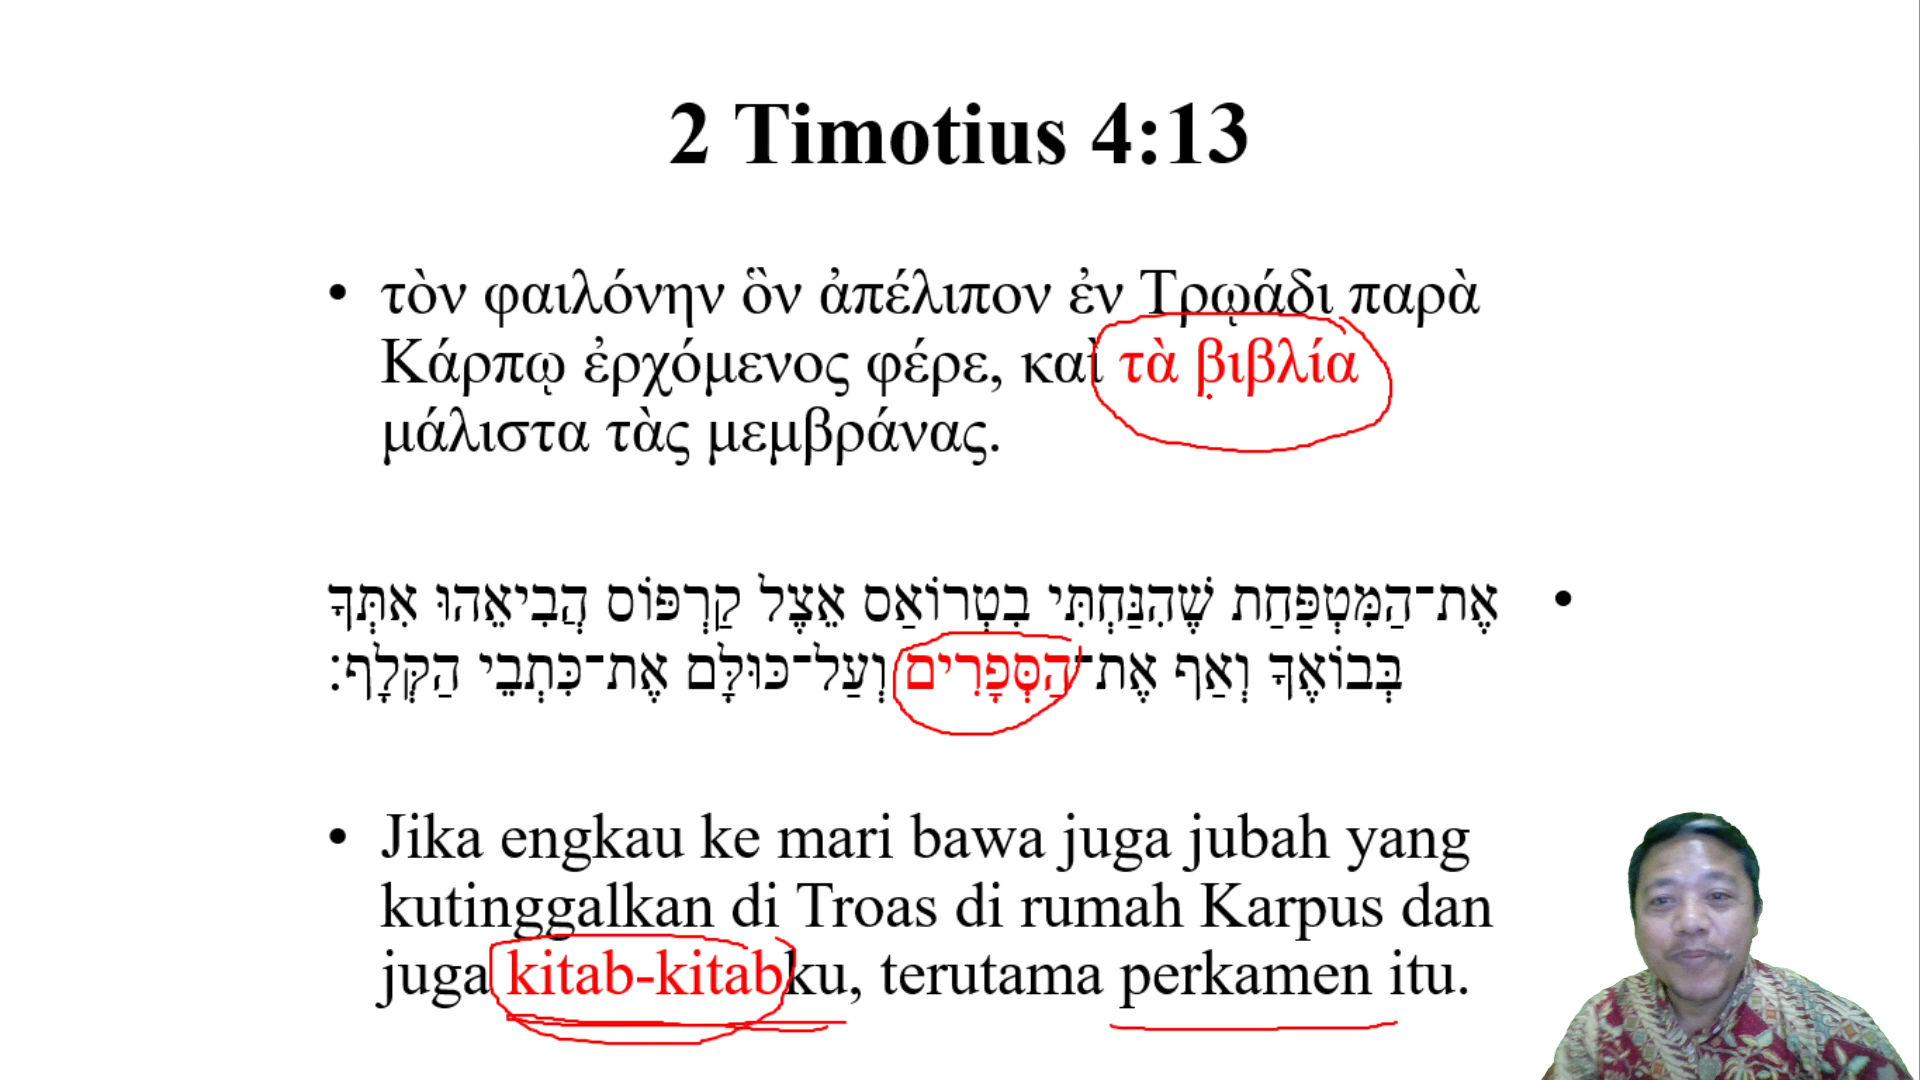 2 Timotius 4:13
• τὸν φαιλόνην ὃν ἀπέλιπον ἐν Τρῳάδι παρὰ
Κάρπῳ ἐρχόμενος φέρε, καὶ τὰ βιβλία
μάλιστα τὰς μεμβράνας.
• אֶת־הַמִּטְפַּחַת שֶׁהִנַּחְתִּי בִטְרוֹאַס אֵצֶל קַרְפּוֹס הֲבִיאֵהוּ אִתְּךָ
בְּבוֹאֶךָ וְאַף אֶת־הַסְּפָרִים וְעַל־כּוּלָּם אֶת־כִּתְבֵי הַקְּלָף׃
• Jika engkau ke mari bawa juga jubah yang
kutinggalkan di Troas di rumah Karpus dan
juga kitab-kitabku, terutama perkamen itu.